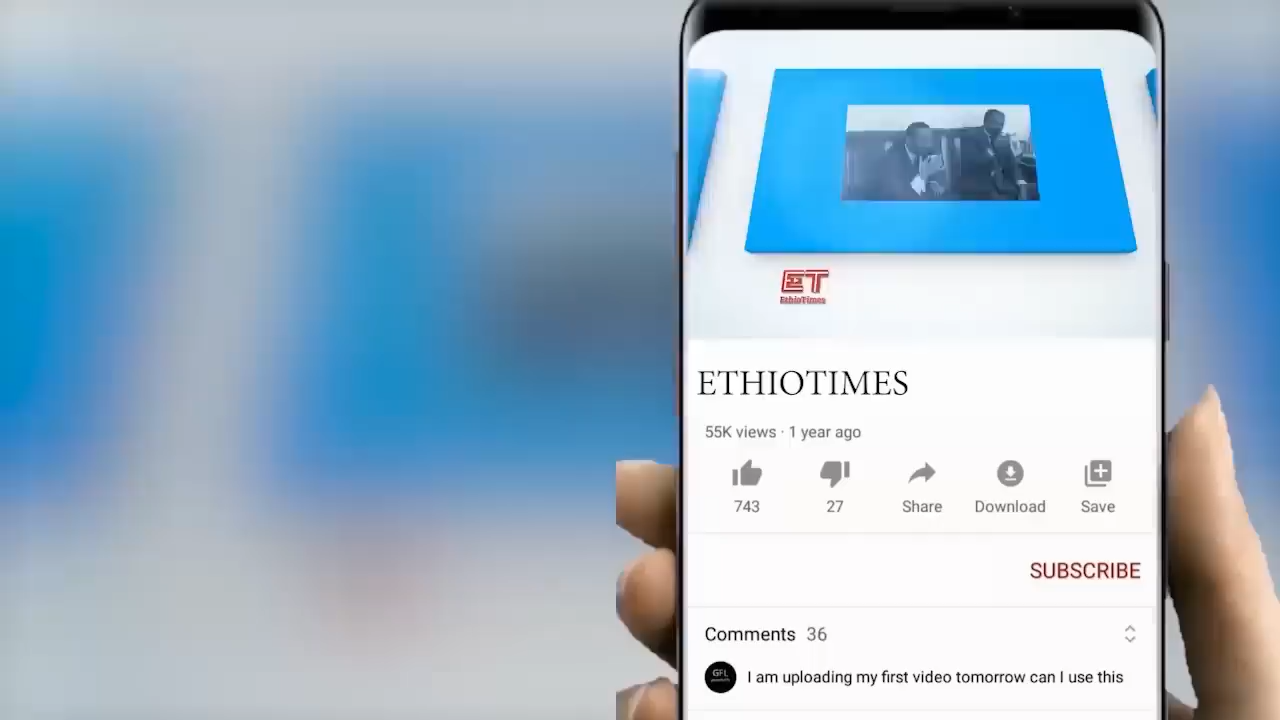 ET
EthioTimes
ETHIOTIMES
55K views · 1 year ago
743
27
Share
Download
Save
SUBSCRIBE
Comments 36
GFL
I am uploading my first video tomorrow can I use this